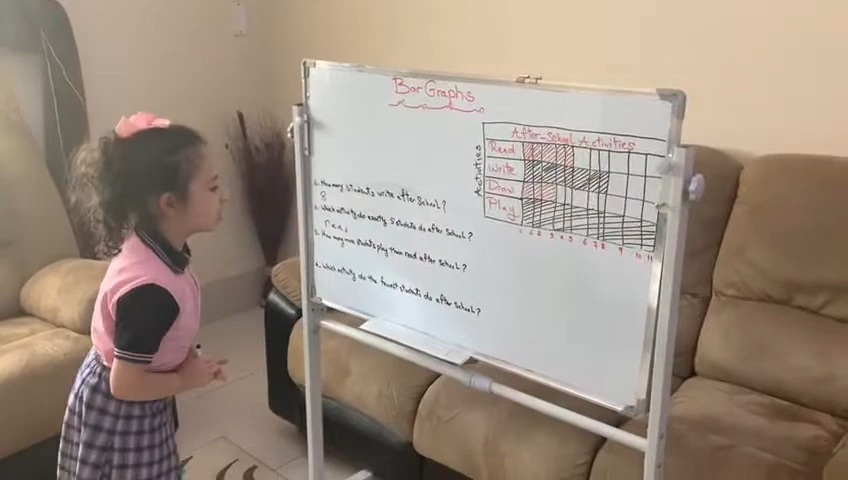 Bar Graphs
After-School Activities
Activities
Read
Write
Draw
Play
0 1 2 3 4 5 6 7 8 9 10 11
1. How many students write after school?
8
2. Which activity do exactly 5 students do after school?
3. How many more students play than read after school?
4. Which activity do the fewest students do after school?